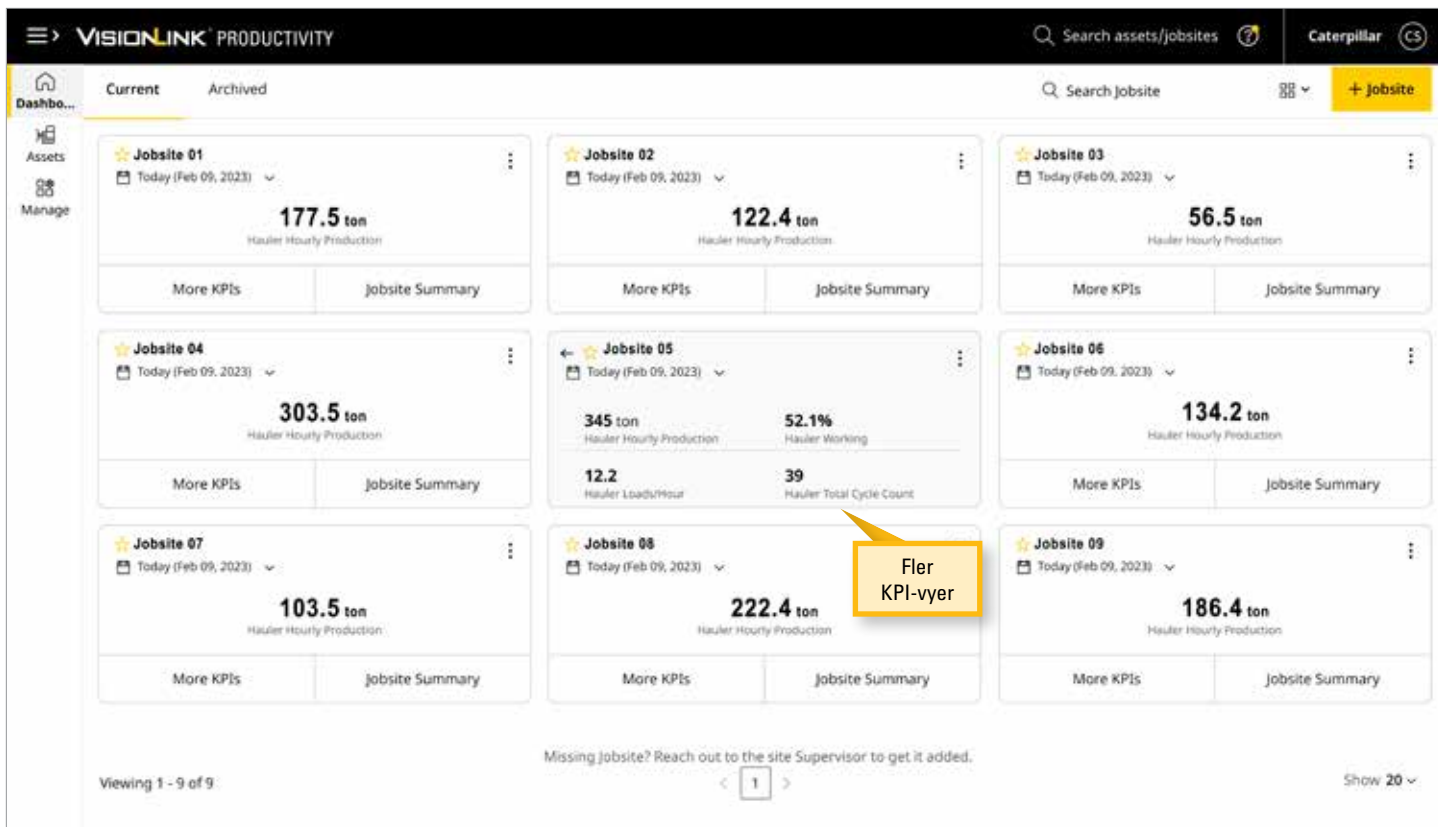 VISIONLINK PRODUCTIVITY
Search assets/jobsites
Caterpillar CS
Dashbo...
Assets
Manage
Current Archived
Search Jobsite
+ Jobsite
Jobsite 01
Today (Feb 09, 2023)
177.5 ton
Hauler Hourly Production
More KPIs Jobsite Summary
Jobsite 02
Today (Feb 09, 2023)
122.4 ton
Hauler Hourly Production
More KPIs Jobsite Summary
Jobsite 03
Today (Feb 09, 2023)
56.5 ton
Hauler Hourly Production
More KPIs Jobsite Summary
Jobsite 04
Today (Feb 09, 2023)
303.5 ton
Hauler Hourly Production
More KPIs Jobsite Summary
Jobsite 05
Today (Feb 09, 2023)
345 ton
Hauler Hourly Production
52.1%
Hauler Working
12.2
Hauler Loads/Hour
39
Hauler Total Cycle Count
Fler
KPI-vyer
Jobsite 06
Today (Feb 09, 2023)
134.2 ton
Hauler Hourly Production
More KPIs Jobsite Summary
Jobsite 07
Today (Feb 09, 2023)
103.5 ton
Hauler Hourly Production
More KPIs Jobsite Summary
Jobsite 08
Today (Feb 09, 2023)
222.4 ton
Hauler Hourly Production
More KPIs Jobsite Summary
Jobsite 09
Today (Feb 09, 2023)
186.4 ton
Hauler Hourly Production
More KPIs Jobsite Summary
Missing Jobsite? Reach out to the site Supervisor to get it added.
Viewing 1 - 9 of 9
< 1 >
Show 20